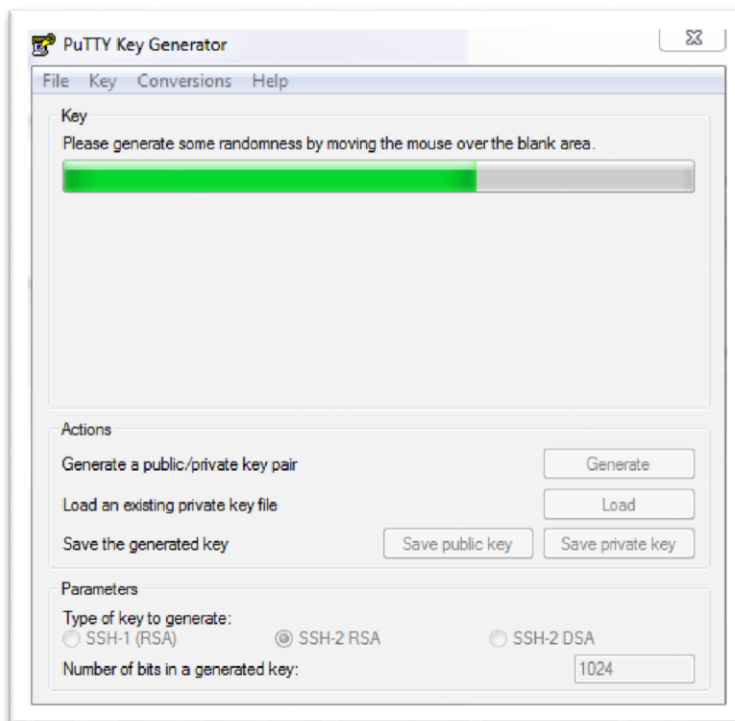 PuTTY Key Generator
File Key Conversions Help
Key
Please generate some randomness by moving the mouse over the blank area.
Actions
Generate a public/private key pair
Generate
Load an existing private key file
Load
Save the generated key
Save public key
Save private key
Parameters
Type of key to generate:
SSH-1 (RSA)
SSH-2 RSA
SSH-2 DSA
Number of bits in a generated key:
1024